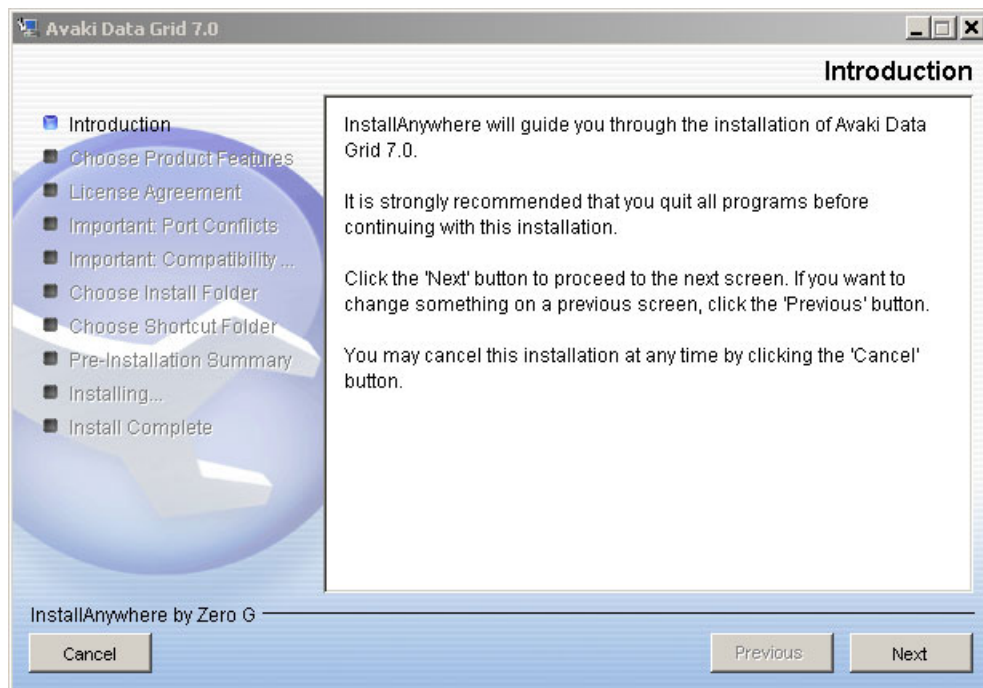 Avaki Data Grid 7.0
Introduction
Introduction
Choose Product Features
License Agreement
Important: Port Conflicts
Important: Compatibility ...
Choose Install Folder
Choose Shortcut Folder
Pre-Installation Summary
Installing...
Install Complete
InstallAnywhere will guide you through the installation of Avaki Data
Grid 7.0.
It is strongly recommended that you quit all programs before
continuing with this installation.
Click the 'Next' button to proceed to the next screen. If you want to
change something on a previous screen, click the 'Previous' button.
You may cancel this installation at any time by clicking the 'Cancel'
button.
InstallAnywhere by Zero G
Cancel
Previous
Next